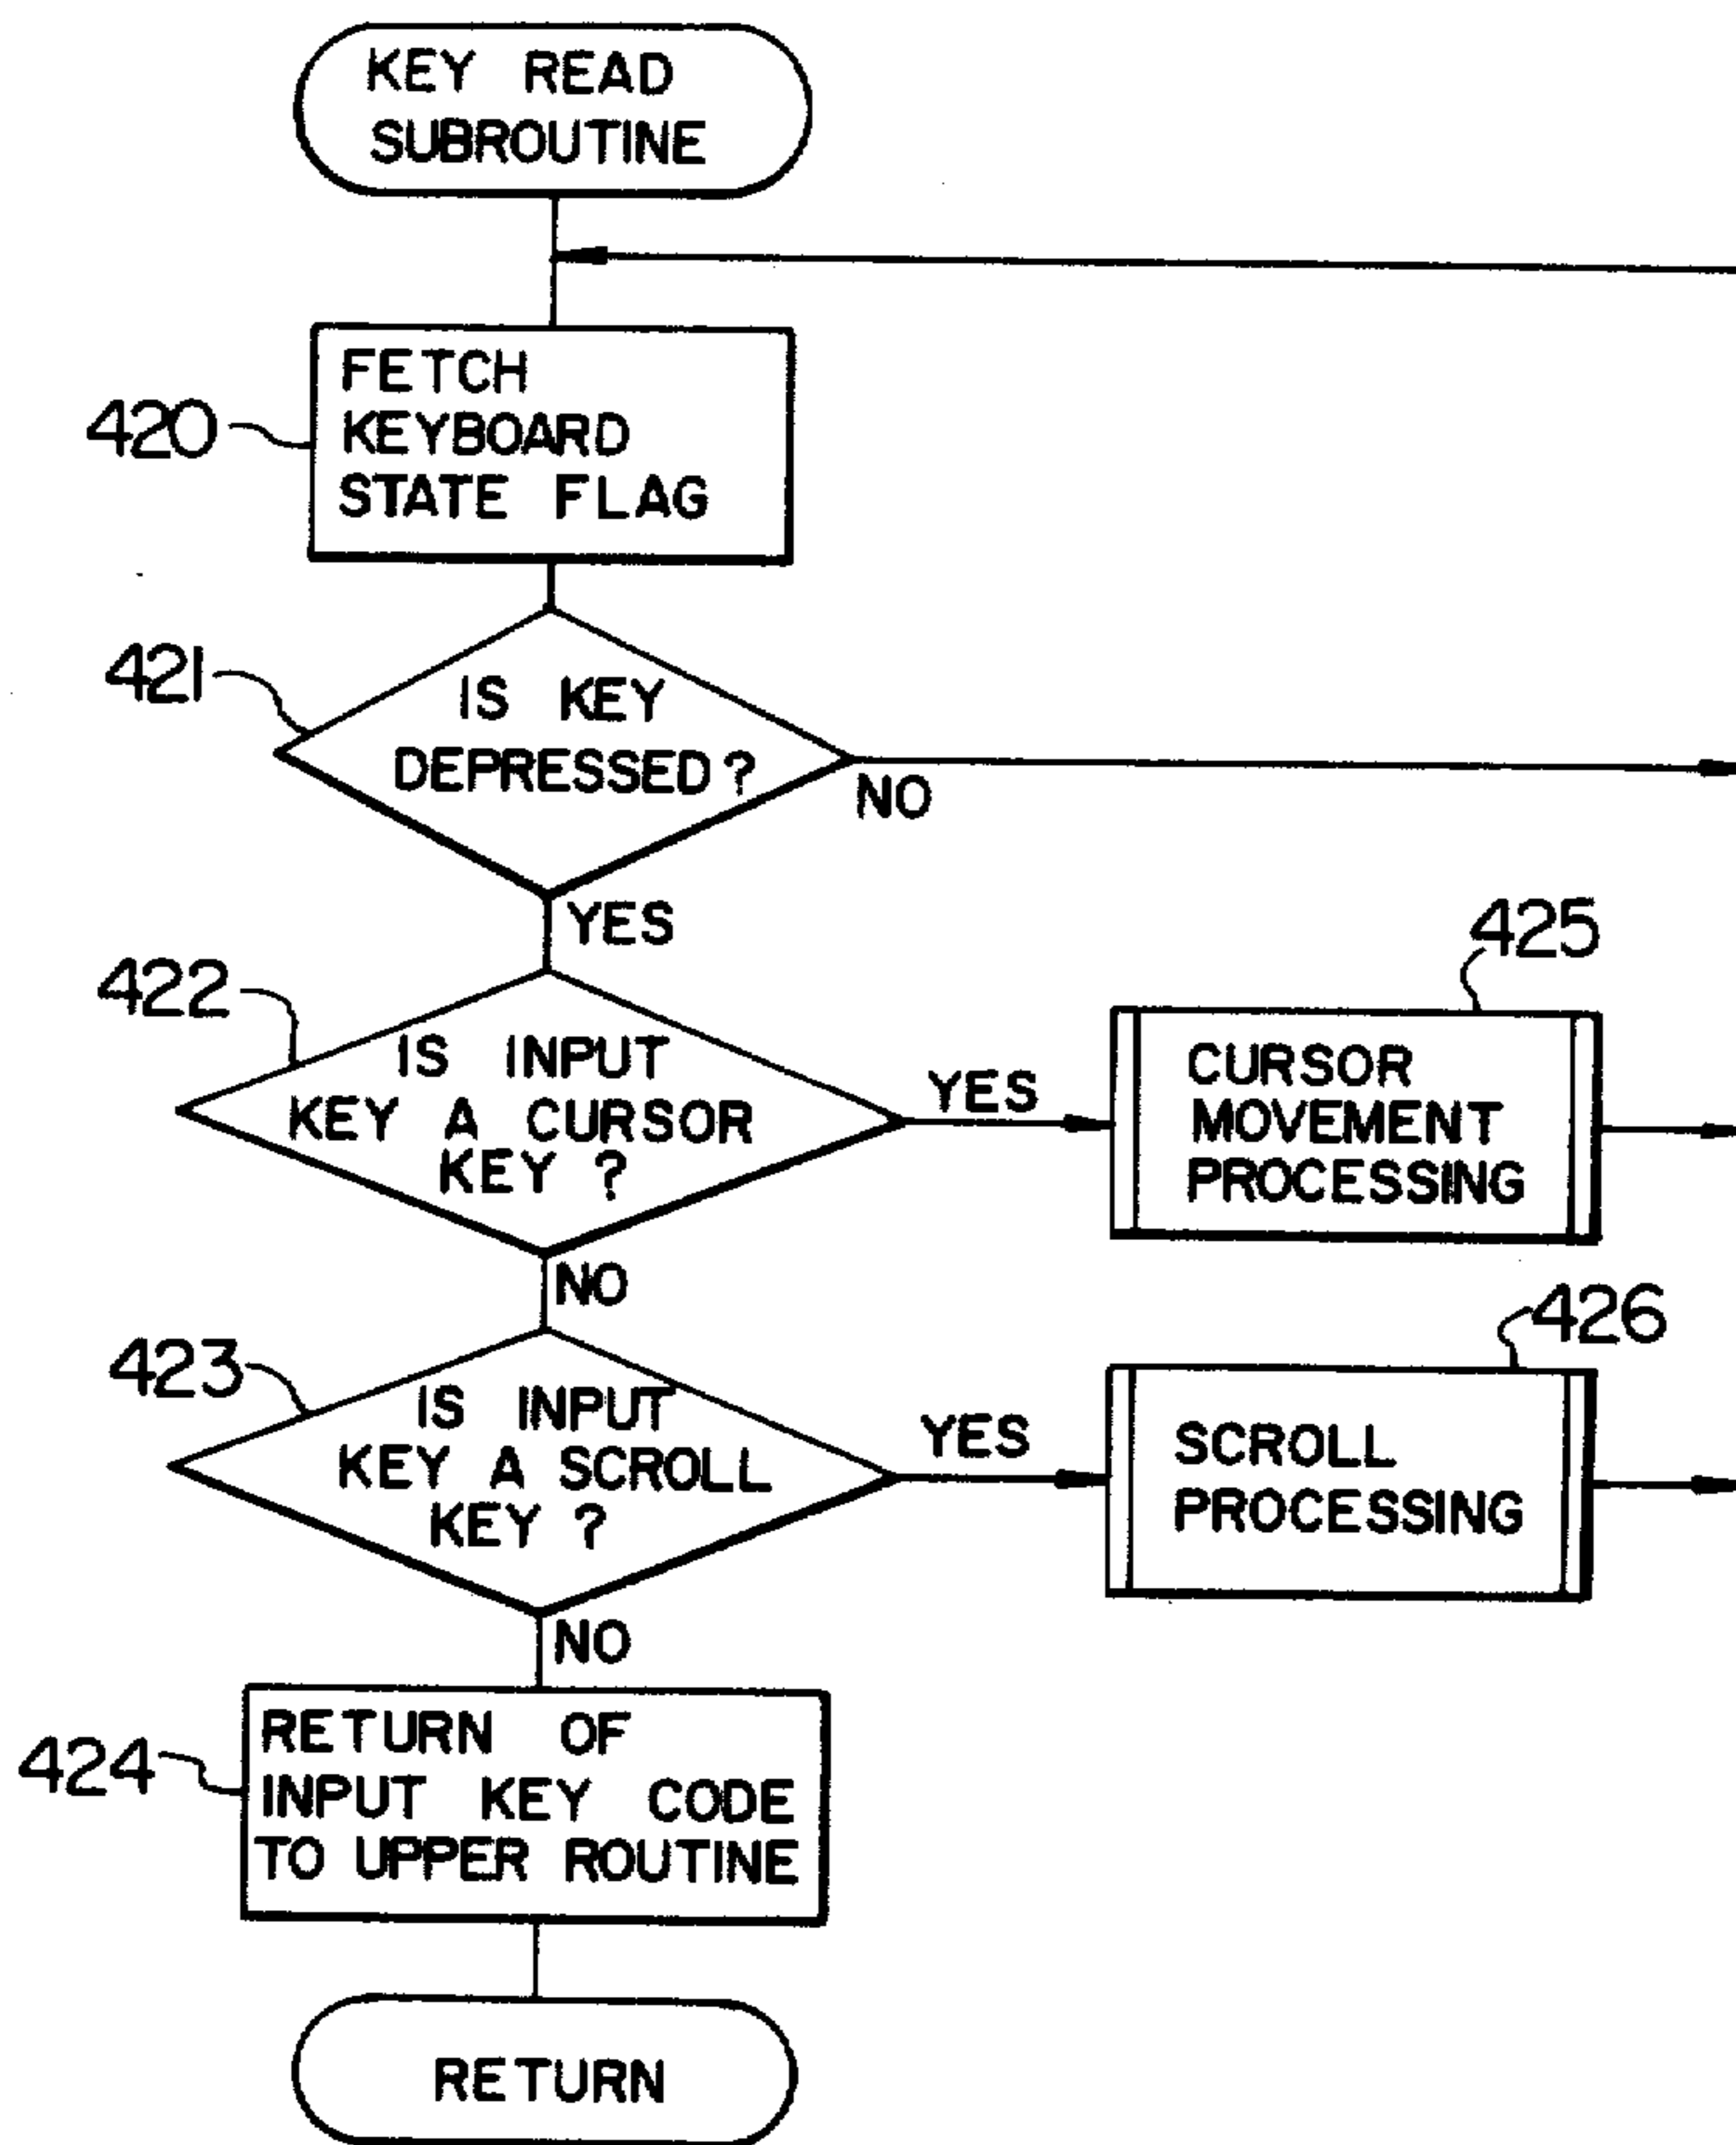 KEY READ
SUBROUTINE
420
FETCH
KEYBOARD
STATE FLAG
421
IS KEY
DEPRESSED?
NO
YES
422
IS INPUT
KEY A CURSOR
KEY ?
YES
425
CURSOR
MOVEMENT
PROCESSING
NO
423
IS INPUT
KEY A SCROLL
KEY ?
YES
426
SCROLL
PROCESSING
NO
424
RETURN OF
INPUT KEY CODE
TO UPPER ROUTINE
RETURN